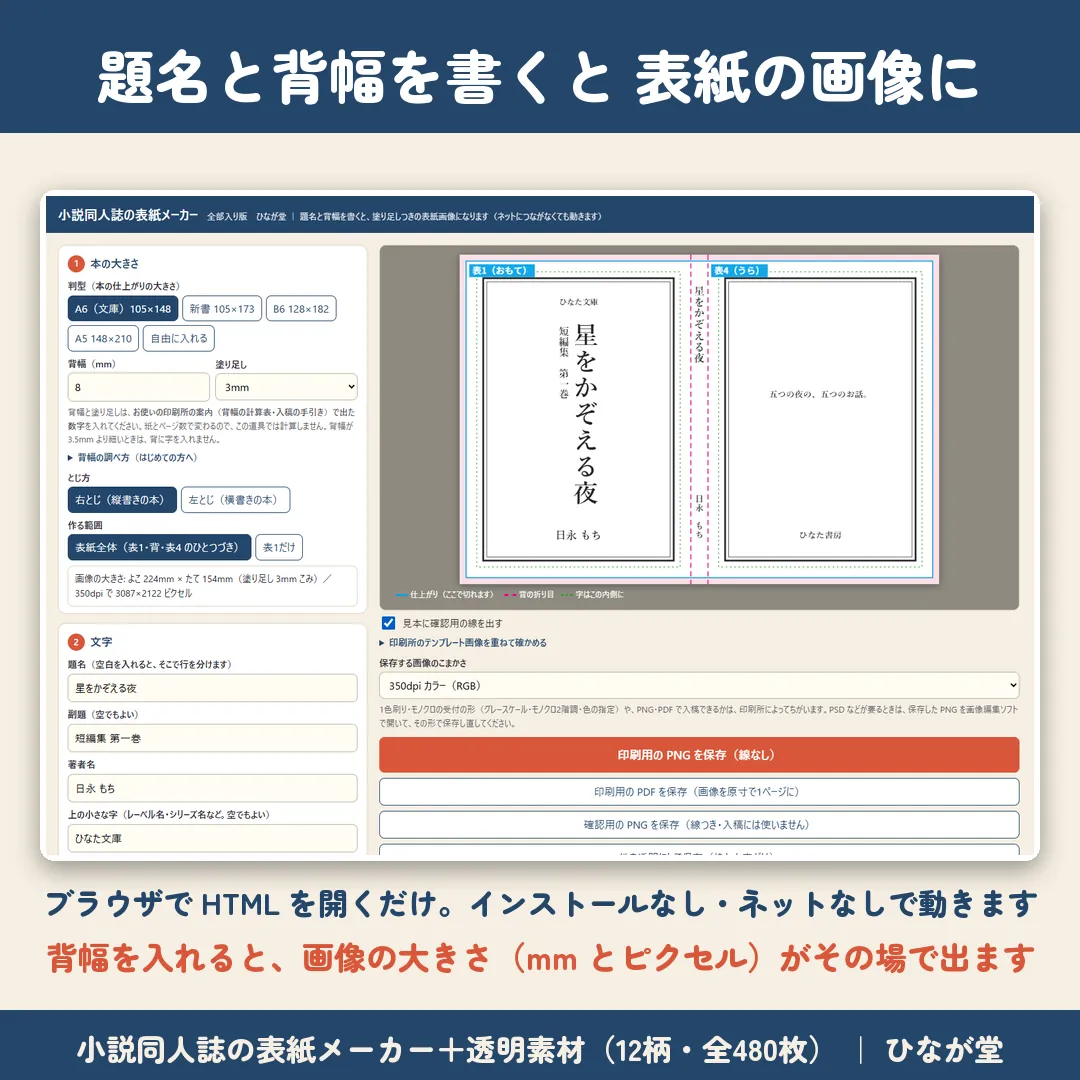 題名と背幅を書くと 表紙の画像に
小説同人誌の表紙メーカー 全部入り版 ひなが堂 | 題名と背幅を書くと、塗り足しつきの表紙画像になります（ネットにつながなくても動きます）
1 本の大きさ
判型（本の仕上がりの大きさ）
A6（文庫）105×148 新書 105×173 B6 128×182
A5 148×210 自由に入れる
背幅（mm） 塗り足し
8 3mm
背幅と塗り足しは、お使いの印刷所の案内（背幅の計算表・入稿の手引き）で出た
数字を入れてください。紙とページ数で変わるので、この道具では計算しません。背幅が
3.5mm より細いときは、背に字を入れません。
▶ 背幅の調べ方（はじめての方へ）
とじ方
右とじ（縦書きの本） 左とじ（横書きの本）
作る範囲
表紙全体（表1・背・表4 のひとつづき） 表1だけ
画像の大きさ: よこ 224mm × たて 154mm（塗り足し 3mm こみ）／
350dpi で 3087×2122 ピクセル
2 文字
題名（空白を入れると、そこで行を分けます）
星をかぞえる夜
副題（空でもよい）
短編集 第一巻
著者名
日永 もち
上の小さな字（レーベル名・シリーズ名など。空でもよい）
ひなた文庫
表1（おもて）
ひなた文庫
星をかぞえる夜
短編集 第一巻
日永 もち
星をかぞえる夜
日永 もち
表4（うら）
五つの夜の、五つのお話。
ひなた書房
仕上がり（ここで切れます） 背の折り目 字はこの内側に
見本に確認用の線を出す
▶ 印刷所のテンプレート画像を重ねて確かめる
保存する画像のこまかさ
350dpi カラー（RGB）
1色刷り・モノクロの受付の形（グレースケール・モノクロ2階調・色の指定）や、PNG・PDF で入稿できるかは、印刷所によってちがいます。PSD などが要るときは、保存した PNG を画像編集ソフト
で開いて、その形で保存し直してください。
印刷用の PNG を保存（線なし）
印刷用の PDF を保存（画像を原寸で1ページに）
確認用の PNG を保存（線つき・入稿には使いません）
ブラウザで HTML を開くだけ。インストールなし・ネットなしで動きます
背幅を入れると、画像の大きさ（mm とピクセル）がその場で出ます
小説同人誌の表紙メーカー＋透明素材（12柄・全480枚） ｜ ひなが堂